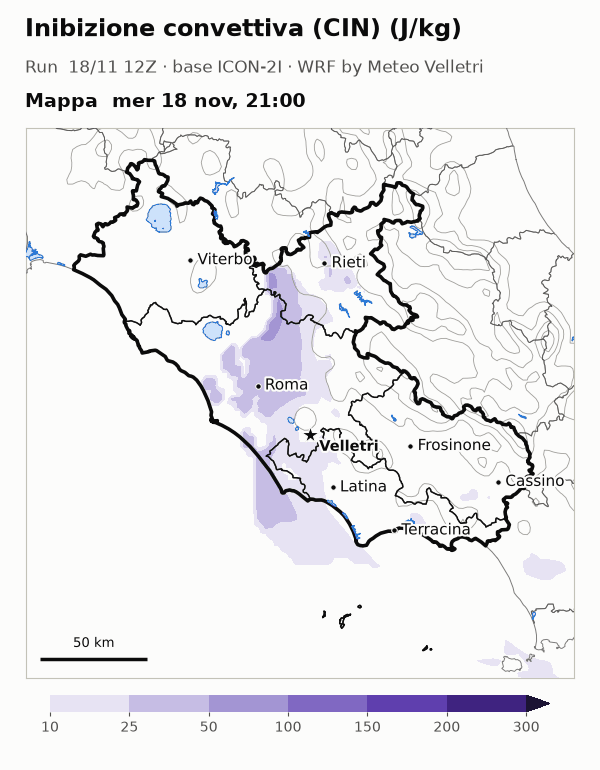 Inibizione convettiva (CIN) (J/kg)
Run  18/11 12Z · base ICON-2I · WRF by Meteo Velletri
Mappa  mer 18 nov, 21:00
Viterbo
Rieti
Roma
Velletri
Frosinone
Latina
Cassino
Terracina
50 km
10 25 50 100 150 200 300